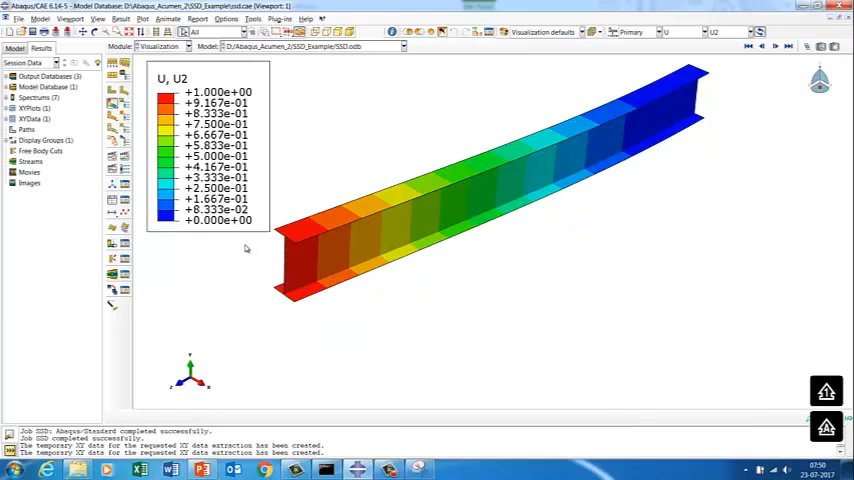 Abaqus/CAE 6.14-5 - Model Database: D:\Abaqus_Acumen_2\SSD_Example\ssd.cae [Viewport: 1]
File Model Viewport View Result Plot Animate Report Options Tools Plug-ins Help
All Visualization defaults Primary U U2
Model Results Module: Visualization Model: D:/Abaqus_Acumen_2/SSD_Example/SSD.odb
Session Data
Output Databases (3)
Model Database (1)
Spectrums (7)
XYPlots (1)
XYData (1)
Paths
Display Groups (1)
Free Body Cuts
Streams
Movies
Images
U, U2
+1.000e+00
+9.167e-01
+8.333e-01
+7.500e-01
+6.667e-01
+5.833e-01
+5.000e-01
+4.167e-01
+3.333e-01
+2.500e-01
+1.667e-01
+8.333e-02
+0.000e+00
Y
Z
X
Job SSD: Abaqus/Standard completed successfully.
Job SSD completed successfully.
The temporary XY data for the requested XY data extraction has been created.
The temporary XY data for the requested XY data extraction has been created.
07:50
23-07-2017